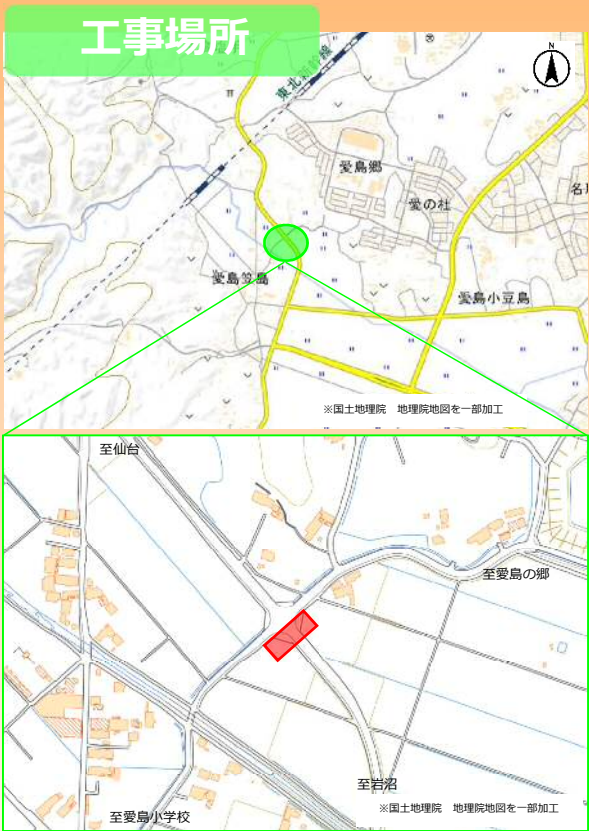 工事場所
N
東北新幹線
愛島郷
愛の杜
愛島笠島
愛島小豆島
※国土地理院 地理院地図を一部加工
至仙台
至愛島の郷
至岩沼
※国土地理院 地理院地図を一部加工
至愛島小学校